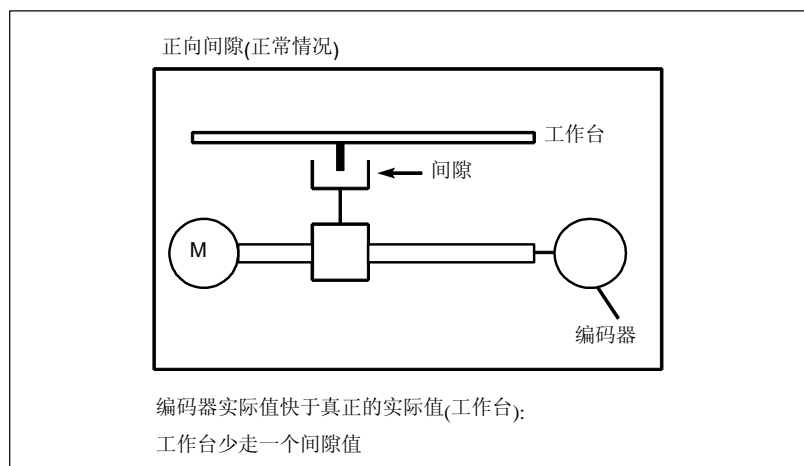 正向间隙(正常情况)
工作台
间隙
M
编码器
编码器实际值快于真正的实际值(工作台):
工作台少走一个间隙值